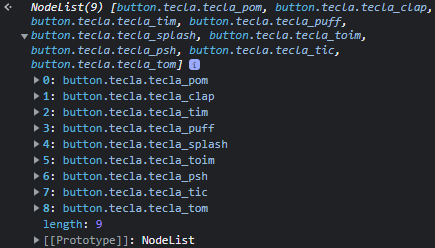 NodeList(9) [button.tecla.tecla_pom, button.tecla.tecla_clap,
button.tecla.tecla_tim, button.tecla.tecla_puff,
button.tecla.tecla_splash, button.tecla.tecla_toim,
button.tecla.tecla_psh, button.tecla.tecla_tic,
button.tecla.tecla_tom] i
0: button.tecla.tecla_pom
1: button.tecla.tecla_clap
2: button.tecla.tecla_tim
3: button.tecla.tecla_puff
4: button.tecla.tecla_splash
5: button.tecla.tecla_toim
6: button.tecla.tecla_psh
7: button.tecla.tecla_tic
8: button.tecla.tecla_tom
length: 9
[[Prototype]]: NodeList